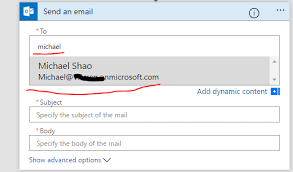 Send an email
* To
michael
Michael Shao
Michael@ onmicrosoft.com
Add dynamic content
* Subject
Specify the subject of the mail
* Body
Specify the body of the mail
Show advanced options